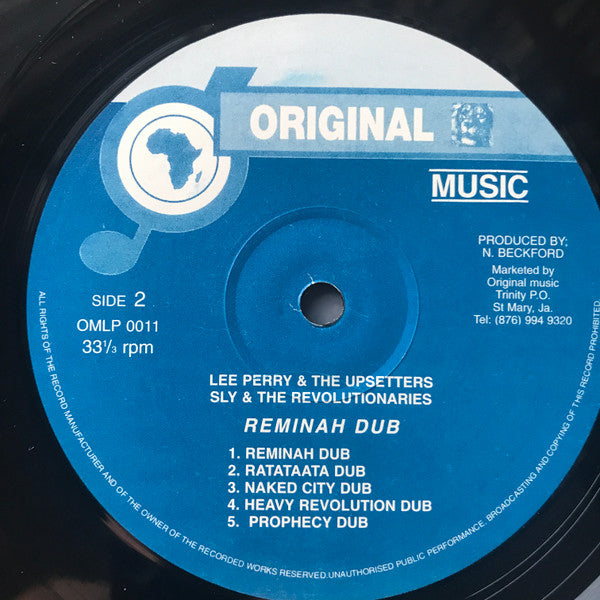 ORIGINAL
MUSIC
PRODUCED BY;
N. BECKFORD
Marketed by
Original music
Trinity P.O.
St Mary, Ja.
Tel: (876) 994 9320
SIDE 2
OMLP 0011
33 1/3 rpm
LEE PERRY & THE UPSETTERS
SLY & THE REVOLUTIONARIES
REMINAH DUB
1. REMINAH DUB
2. RATATAATA DUB
3. NAKED CITY DUB
4. HEAVY REVOLUTION DUB
5. PROPHECY DUB
ALL RIGHTS OF THE RECORD MANUFACTURER AND OF THE OWNER OF THE RECORDED WORKS RESERVED.UNAUTHORISED PUBLIC PERFORMANCE, BROADCASTING AND COPYING OF THIS RECORD PROHIBITED